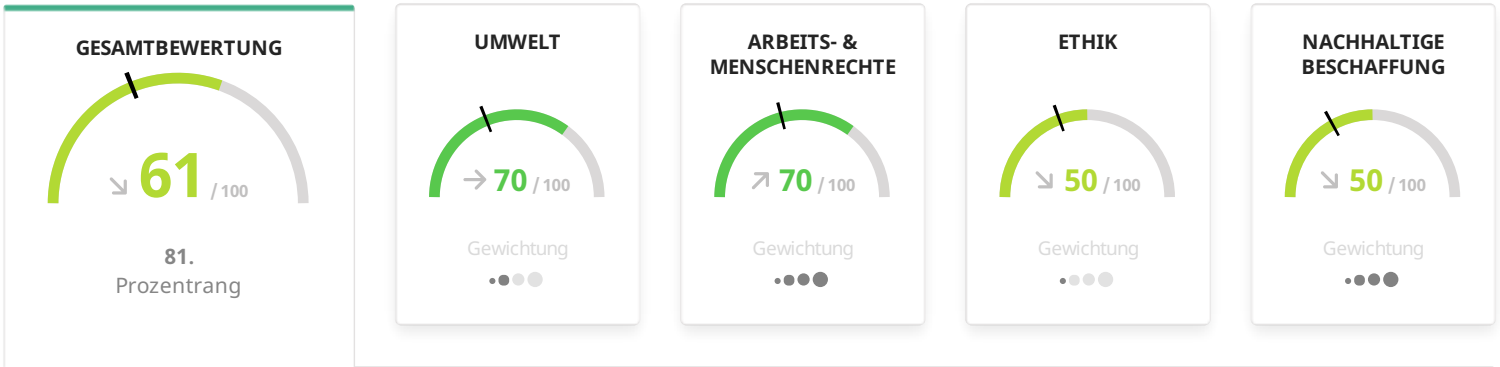 GESAMTBEWERTUNG
61 / 100
81.
Prozentrang
UMWELT
70 / 100
Gewichtung
ARBEITS- &
MENSCHENRECHTE
70 / 100
Gewichtung
ETHIK
50 / 100
Gewichtung
NACHHALTIGE
BESCHAFFUNG
50 / 100
Gewichtung